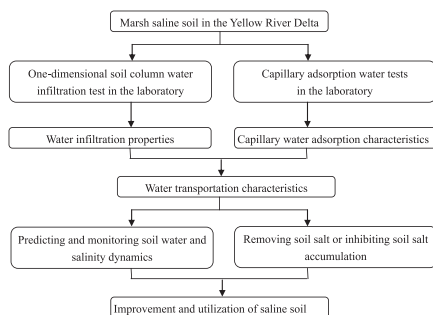 Marsh saline soil in the Yellow River Delta
One-dimensional soil column water
infiltration test in the laboratory
Capillary adsorption water tests
in the laboratory
Water infiltration properties
Capillary water adsorption characteristics
Water transportation characteristics
Predicting and monitoring soil water and
salinity dynamics
Removing soil salt or inhibiting soil salt
accumulation
Improvement and utilization of saline soil